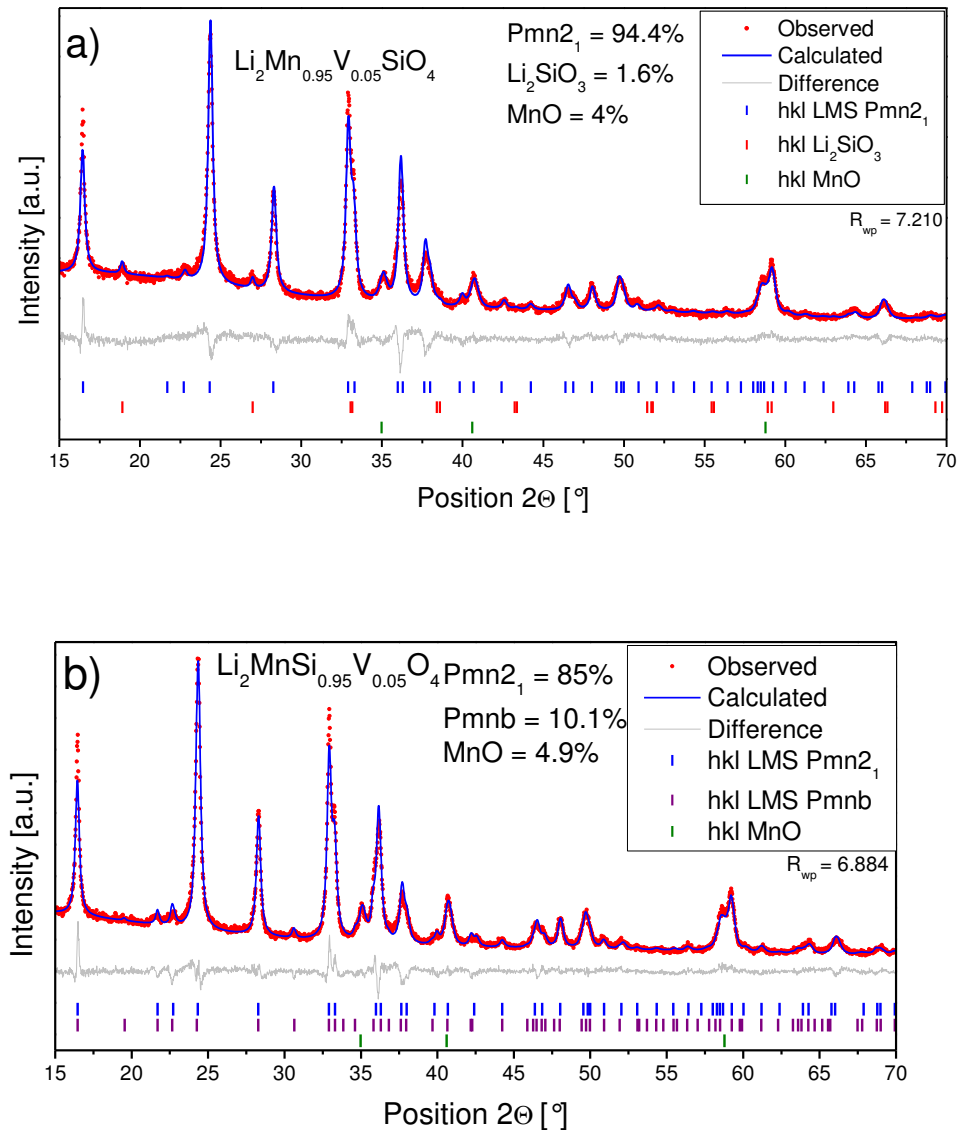 a)
Li₂Mn₀.₉₅V₀.₀₅SiO₄
Pmn2₁ = 94.4%
Li₂SiO₃ = 1.6%
MnO = 4%
Observed
Calculated
Difference
hkl LMS Pmn2₁
hkl Li₂SiO₃
hkl MnO
R_wp = 7.210
Intensity [a.u.]
15 20 25 30 35 40 45 50 55 60 65 70
Position 2Θ [°]
b)
Li₂MnSi₀.₉₅V₀.₀₅O₄
Pmn2₁ = 85%
Pmnb = 10.1%
MnO = 4.9%
Observed
Calculated
Difference
hkl LMS Pmn2₁
hkl LMS Pmnb
hkl MnO
R_wp = 6.884
Intensity [a.u.]
15 20 25 30 35 40 45 50 55 60 65 70
Position 2Θ [°]